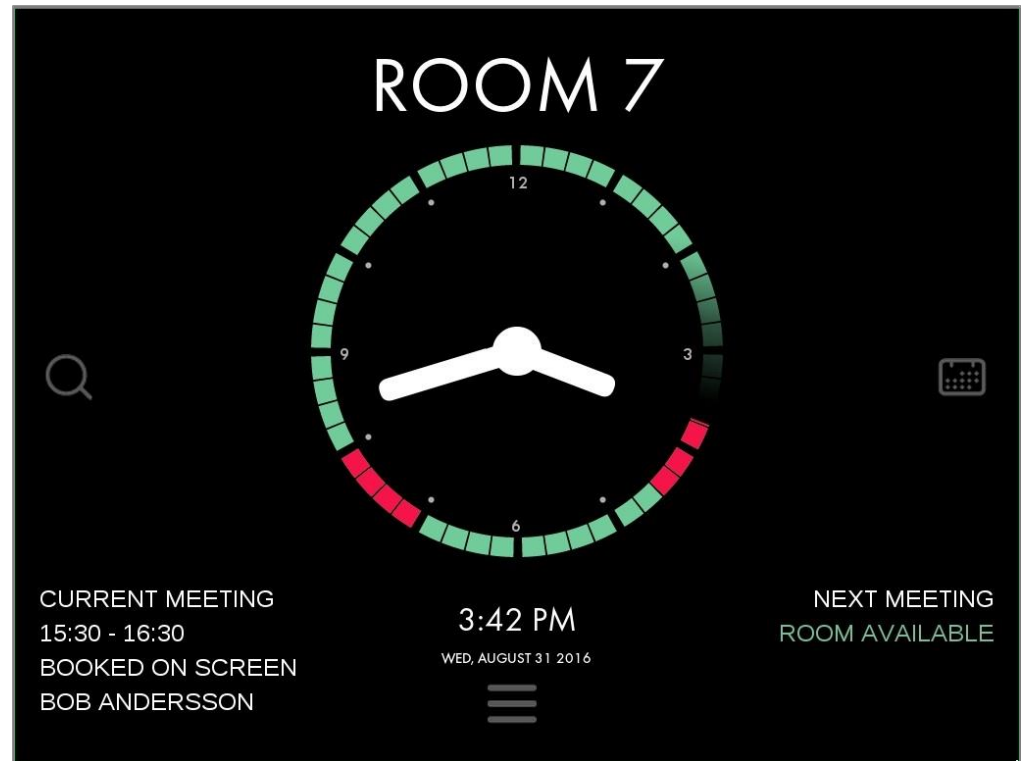 ROOM 7
12
9
3
6
CURRENT MEETING
15:30 - 16:30
BOOKED ON SCREEN
BOB ANDERSSON
3:42 PM
WED, AUGUST 31 2016
NEXT MEETING
ROOM AVAILABLE